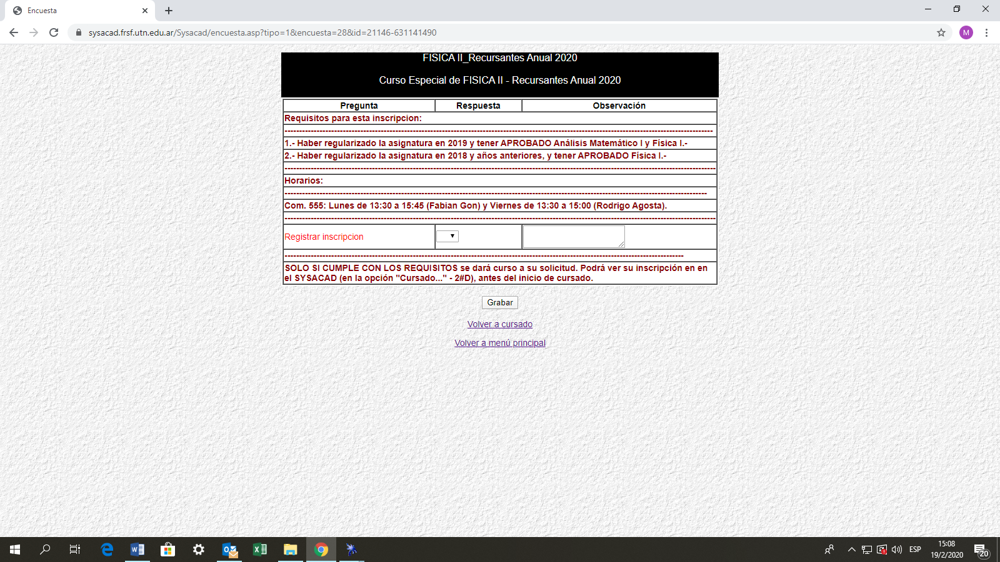 Encuesta
sysacad.frsf.utn.edu.ar/Sysacad/encuesta.asp?tipo=1&encuesta=28&id=21146-631141490
M
FISICA II_Recursantes Anual 2020
Curso Especial de FISICA II - Recursantes Anual 2020
Pregunta Respuesta Observación
Requisitos para esta inscripcion:
1.- Haber regularizado la asignatura en 2019 y tener APROBADO Análisis Matemático I y Física I.-
2.- Haber regularizado la asignatura en 2018 y años anteriores, y tener APROBADO Física I.-
Horarios:
Com. 555: Lunes de 13:30 a 15:45 (Fabian Gon) y Viernes de 13:30 a 15:00 (Rodrigo Agosta).
Registrar inscripcion
SOLO SI CUMPLE CON LOS REQUISITOS se dará curso a su solicitud. Podrá ver su inscripción en en
el SYSACAD (en la opción "Cursado..." - 2#D), antes del inicio de cursado.
Grabar
Volver a cursado
Volver a menú principal
ESP
15:08
19/2/2020
20